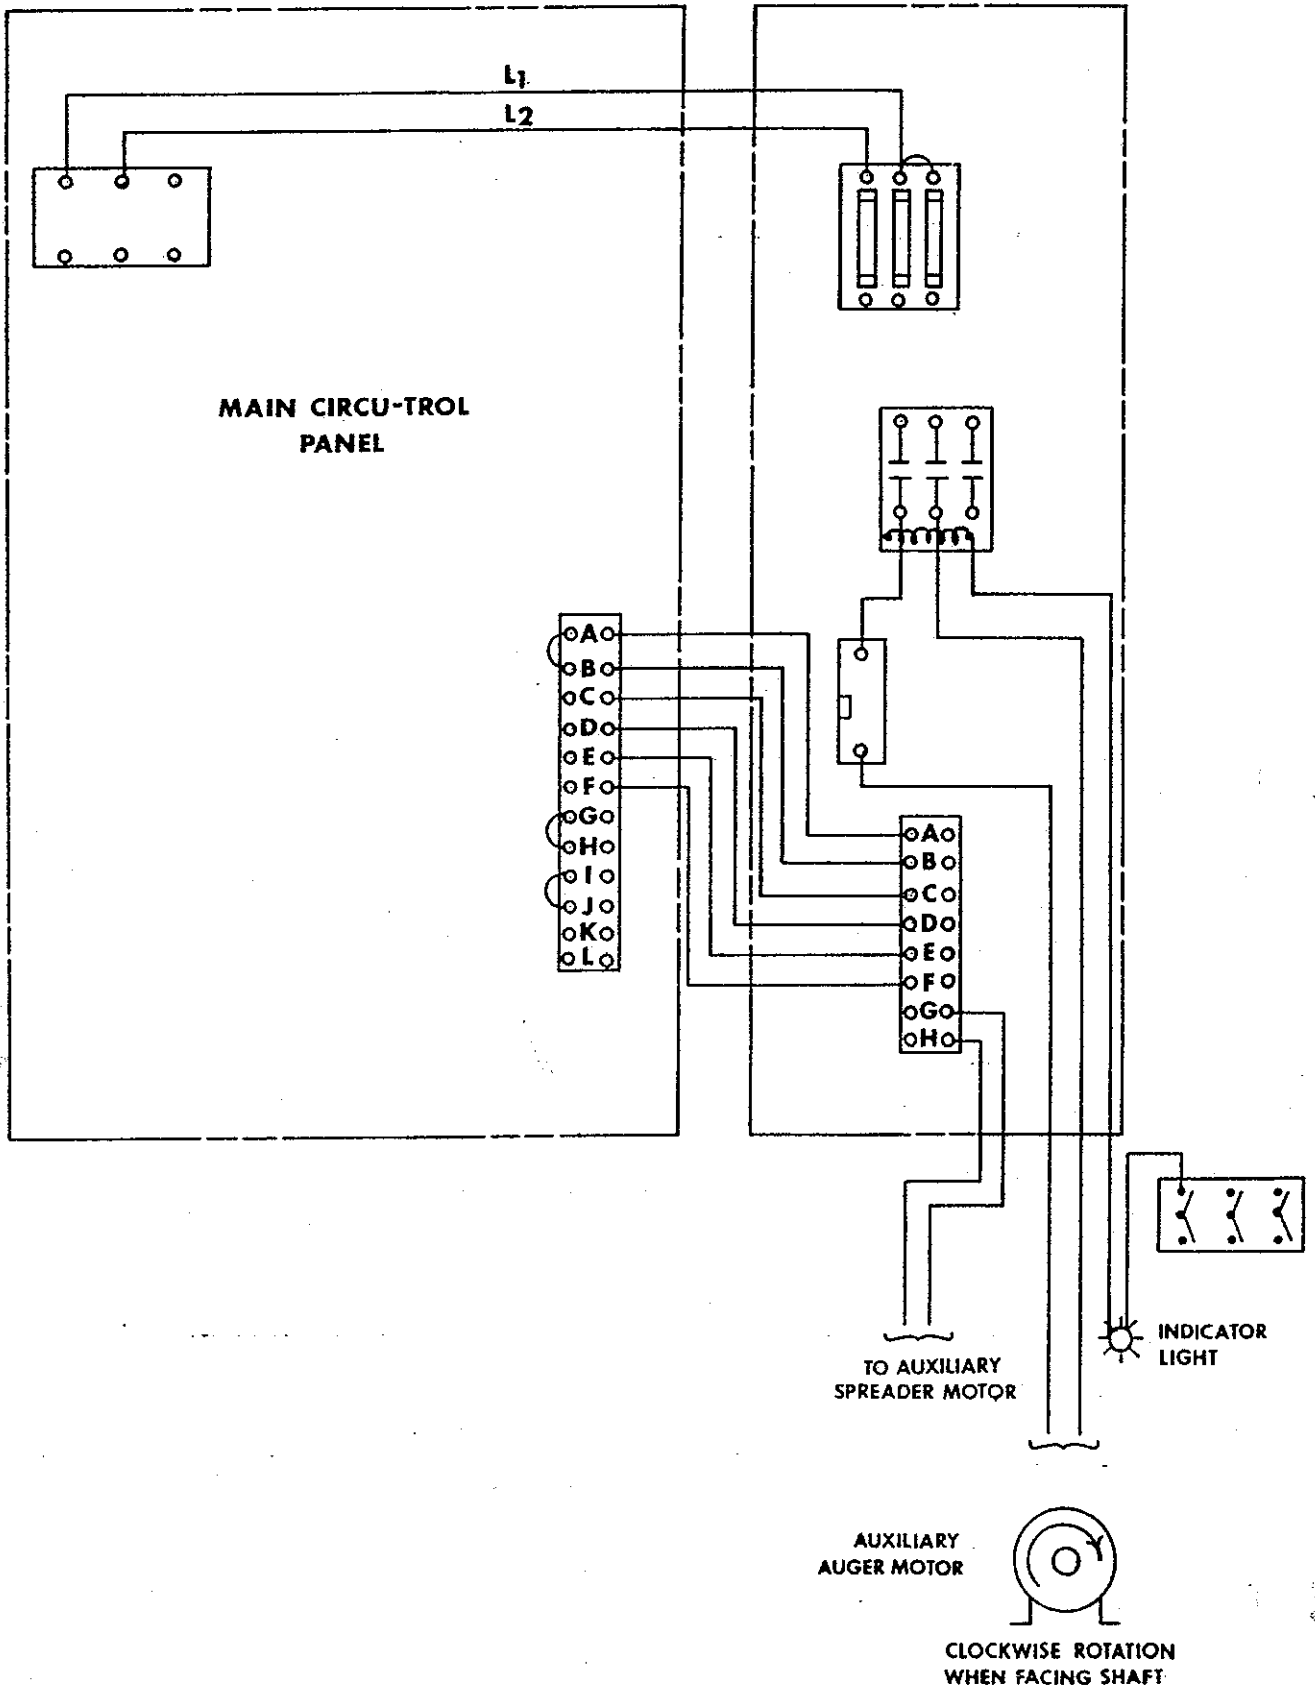 L1
L2
MAIN CIRCU-TROL
PANEL
A
B
C
D
E
F
G
H
I
J
K
L
A
B
C
D
E
F
G
H
INDICATOR
LIGHT
TO AUXILIARY
SPREADER MOTOR
AUXILIARY
AUGER MOTOR
CLOCKWISE ROTATION
WHEN FACING SHAFT